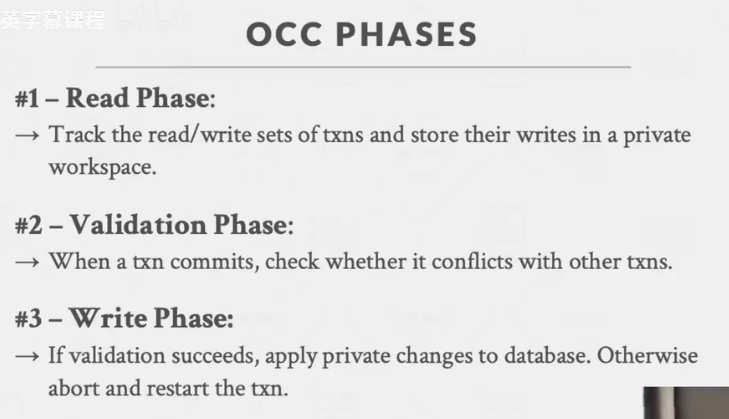 英字幕课程
OCC PHASES
#1 – Read Phase:
→ Track the read/write sets of txns and store their writes in a private
workspace.
#2 – Validation Phase:
→ When a txn commits, check whether it conflicts with other txns.
#3 – Write Phase:
→ If validation succeeds, apply private changes to database. Otherwise
abort and restart the txn.